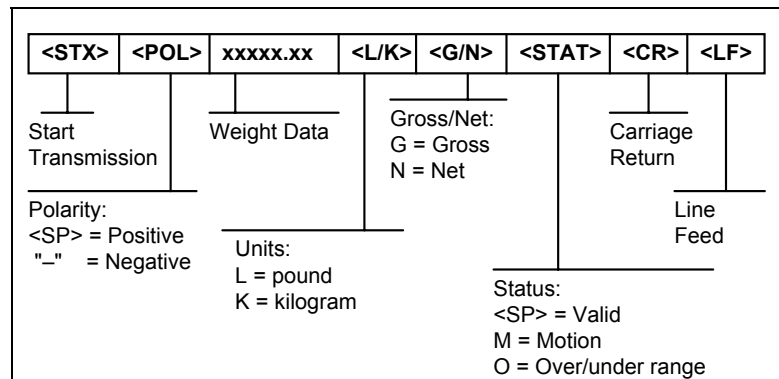 <STX> <POL> xxxxx.xx <L/K> <G/N> <STAT> <CR> <LF>
Start
Transmission
Weight Data
Gross/Net:
G = Gross
N = Net
Carriage
Return
Polarity:
<SP> = Positive
"–" = Negative
Units:
L = pound
K = kilogram
Line
Feed
Status:
<SP> = Valid
M = Motion
O = Over/under range